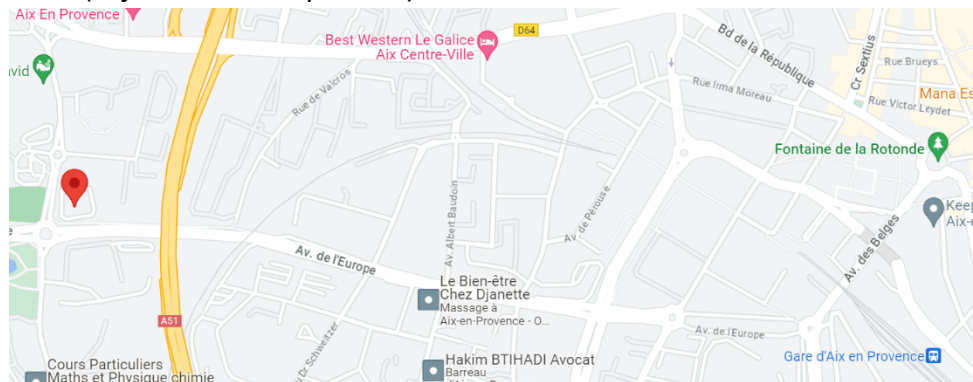 Aix En Provence
Best Western Le Galice
Aix Centre-Ville
D64
Bd de la République
Cr Sextius
Rue Brueys
avid
Rue de Valcros
Rue Irma Moreau
Mana Es
Rue Victor Leydet
Fontaine de la Rotonde
Av. Albert Baudoin
Av. de Pérouse
Keep
Aix-e
Av. des Belges
e
Av. de l'Europe
Le Bien-être
Chez Djanette
Massage à
Aix-en-Provence - O...
A51
Dr Schweitzer
Av. de l'Europe
Gare d'Aix en Provence
Cours Particuliers
Maths et Physique chimie
Hakim BTIHADI Avocat
Barreau